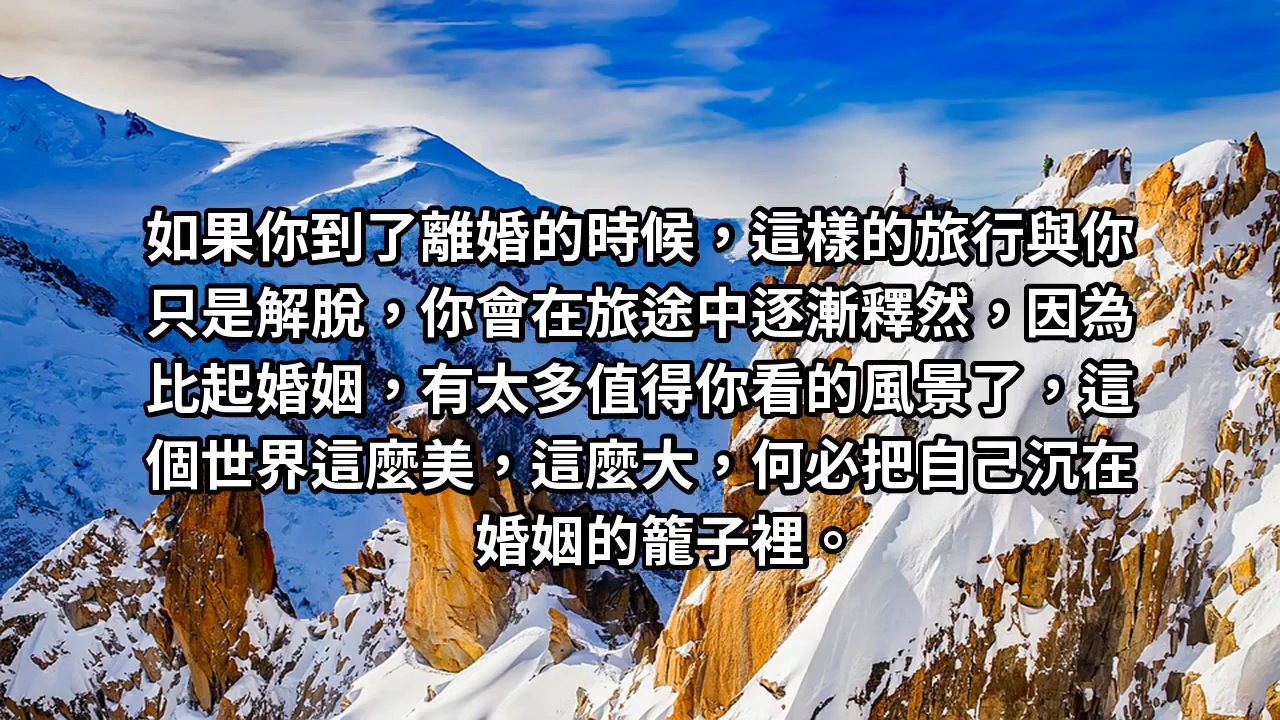 如果你到了離婚的時候，這樣的旅行與你
只是解脫，你會在旅途中逐漸釋然，因為
比起婚姻，有太多值得你看的風景了，這
個世界這麼美，這麼大，何必把自己沉在
婚姻的籠子裡。